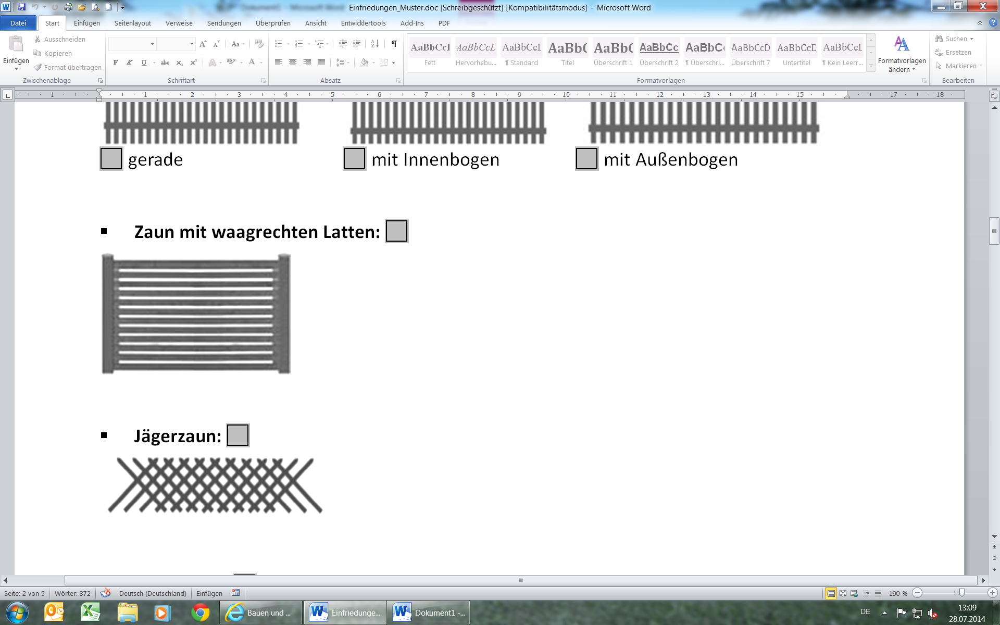 Einfriedungen_Muster.doc [Schreibgeschützt] [Kompatibilitätsmodus] - Microsoft Word
Datei Start Einfügen Seitenlayout Verweise Sendungen Überprüfen Ansicht Entwicklertools Add-Ins PDF
Einfügen
Ausschneiden
Kopieren
Format übertragen
Zwischenablage
F K U abc x₂ x² Aa A
Schriftart
Absatz
AaBbCcI AaBbCcL AaBbCcI AaBbC AaBbC AaBbCc AaBbC AaBbCcD AaBbCcD AaBbCcI
Fett Hervorhebu... ¶ Standard Titel Überschrift 1 Überschrift 2 ¶ Überschri... Überschrift 7 Untertitel ¶ Kein Leerr...
Formatvorlagen
Formatvorlagen
ändern
Suchen
Ersetzen
Markieren
Bearbeiten
1 1 2 3 4 5 6 7 8 9 10 11 12 13 14 15 17 18
gerade mit Innenbogen mit Außenbogen
▪ Zaun mit waagrechten Latten:
▪ Jägerzaun:
Seite: 2 von 5 Wörter: 372 Deutsch (Deutschland) Einfügen 190 %
Bauen und ... Einfriedunge... Dokument1 -... DE 13:09
28.07.2014